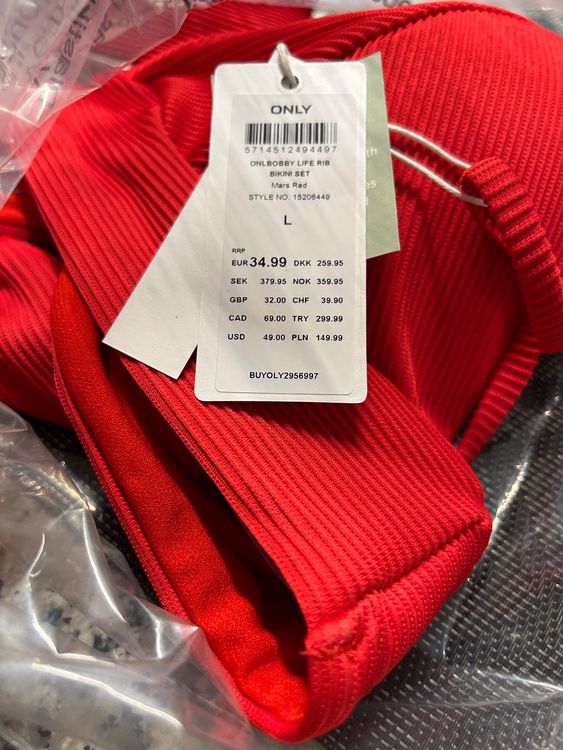 ONLY
5714512494497
ONLBOBBY LIFE RIB
BIKINI SET
Mars Red
STYLE NO. 15206449
L
RRP
EUR 34.99 DKK 259.95
SEK 379.95 NOK 359.95
GBP 32.00 CHF 39.90
CAD 69.00 TRY 299.99
USD 49.00 PLN 149.99
BUYOLY2956997